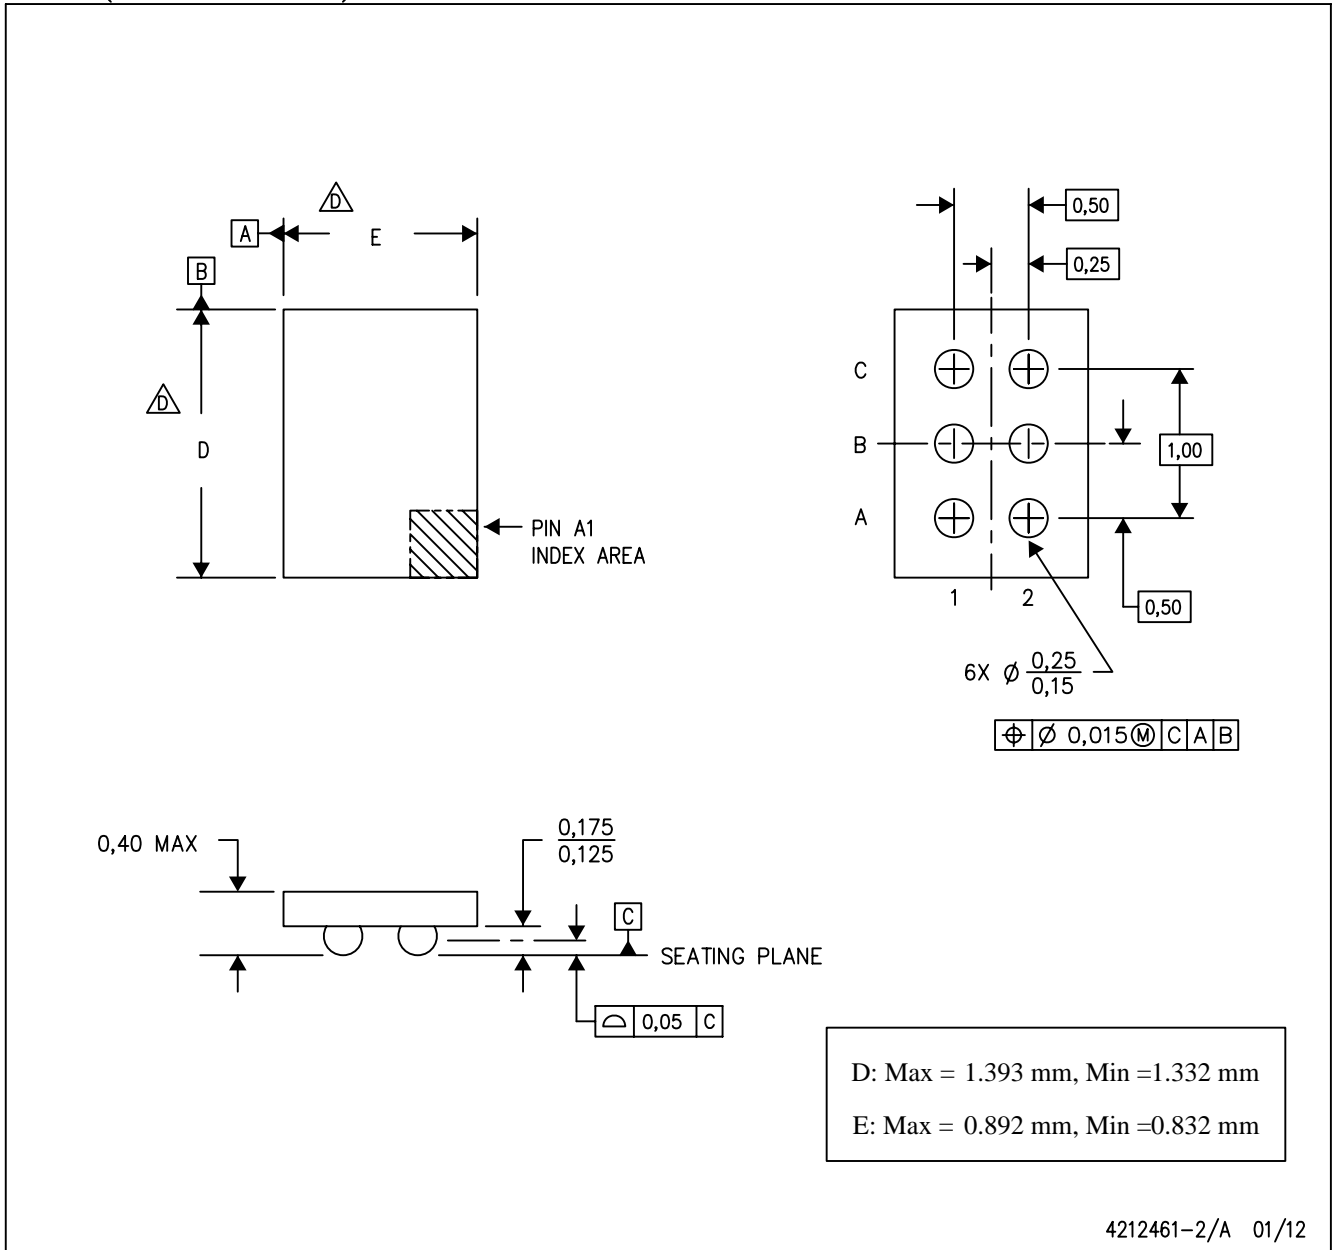 D
A
E
B
D
D
PIN A1
INDEX AREA
0,50
0,25
C
B
A
1,00
1
2
0,50
6X Ø 0,25
0,15
⌖ Ø 0,015 Ⓜ C A B
0,40 MAX
0,175
0,125
C
SEATING PLANE
⌓ 0,05 C
D: Max = 1.393 mm, Min =1.332 mm
E: Max = 0.892 mm, Min =0.832 mm
4212461-2/A 01/12